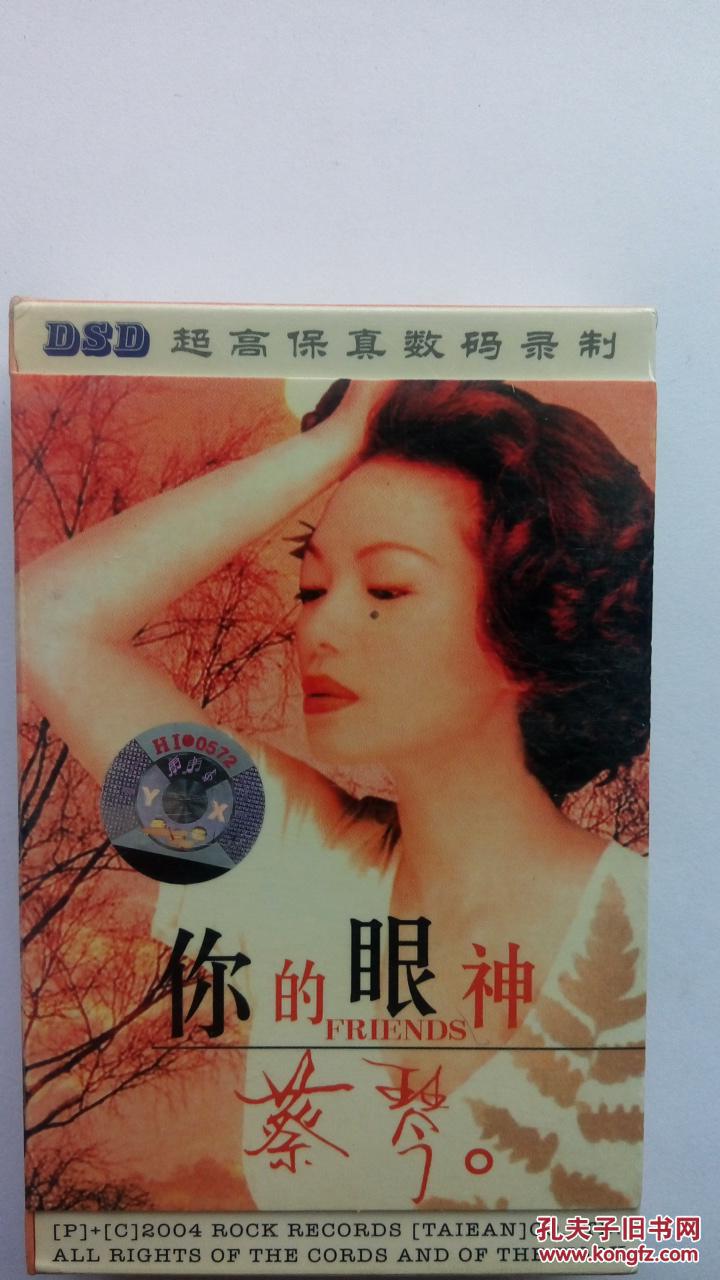 DSD 超高保真数码录制
HI 00572
Y X
你的眼神
FRIENDS
蔡琴。
[P]+[C]2004 ROCK RECORDS [TAIEAN]
ALL RIGHTS OF THE CORDS AND OF THE
孔夫子旧书网
www.kongfz.com